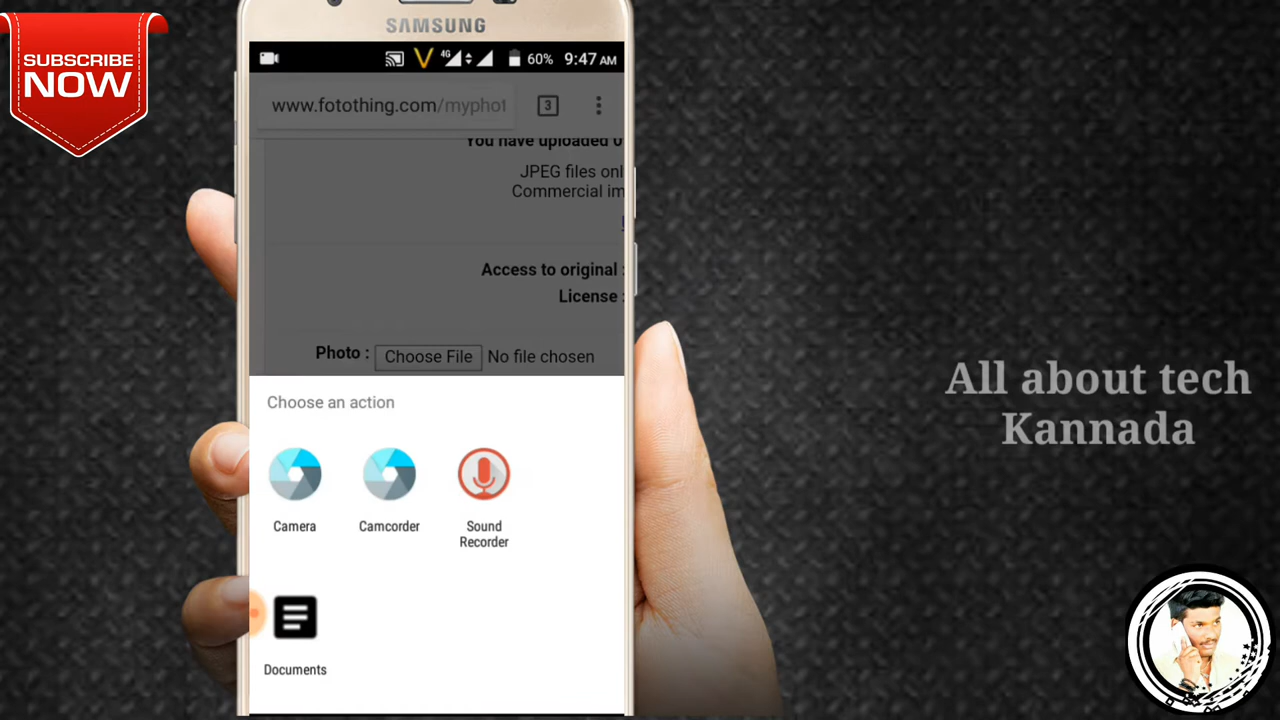 SUBSCRIBE
NOW
SAMSUNG
4G 60% 9:47 AM
www.fotothing.com/myphot
3
You have uploaded 0
JPEG files onl
Commercial im
Access to original :
License :
Photo : Choose File No file chosen
Choose an action
Camera
Camcorder
Sound
Recorder
Documents
All about tech
Kannada